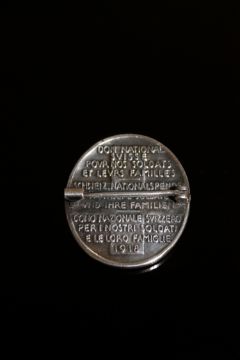 DON NATIONAL
SUISSE
POUR NOS SOLDATS
ET LEURS FAMILLES
SCHWEIZ. NATIONALSPENDE
SOLDATEN
UND IHRE FAMILIEN
DONO NAZIONALE SVIZZERO
PER I NOSTRI SOLDATI
E LE LORO FAMIGLIE
1918